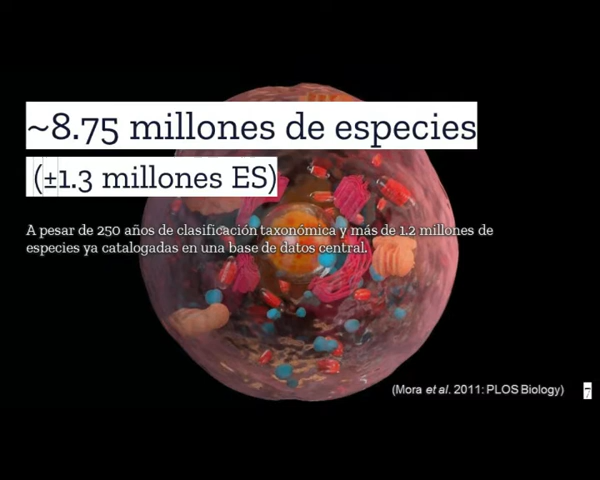 ~8.75 millones de especies
(±1.3 millones ES)
A pesar de 250 años de clasificación taxonómica y más de 1.2 millones de
especies ya catalogadas en una base de datos central.
(Mora et al. 2011: PLOS Biology)
7